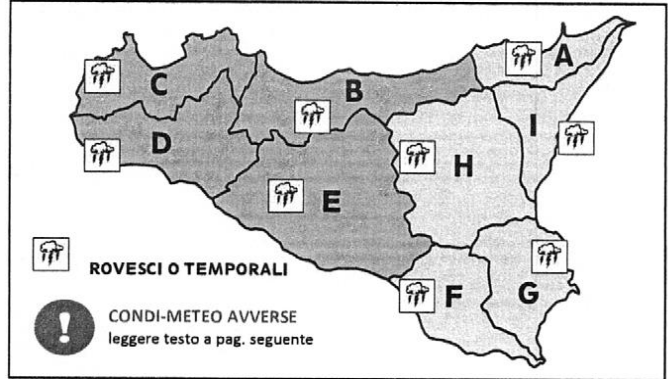 A
C
B
I
D
H
E
F
G
ROVESCI O TEMPORALI
!
CONDI-METEO AVVERSE
leggere testo a pag. seguente